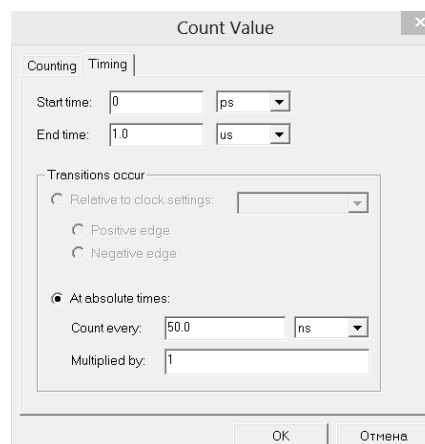 Count Value
Counting Timing
Start time: 0 ps
End time: 1.0 us
Transitions occur
Relative to clock settings:
Positive edge
Negative edge
At absolute times:
Count every: 50.0 ns
Multiplied by: 1
OK Отмена